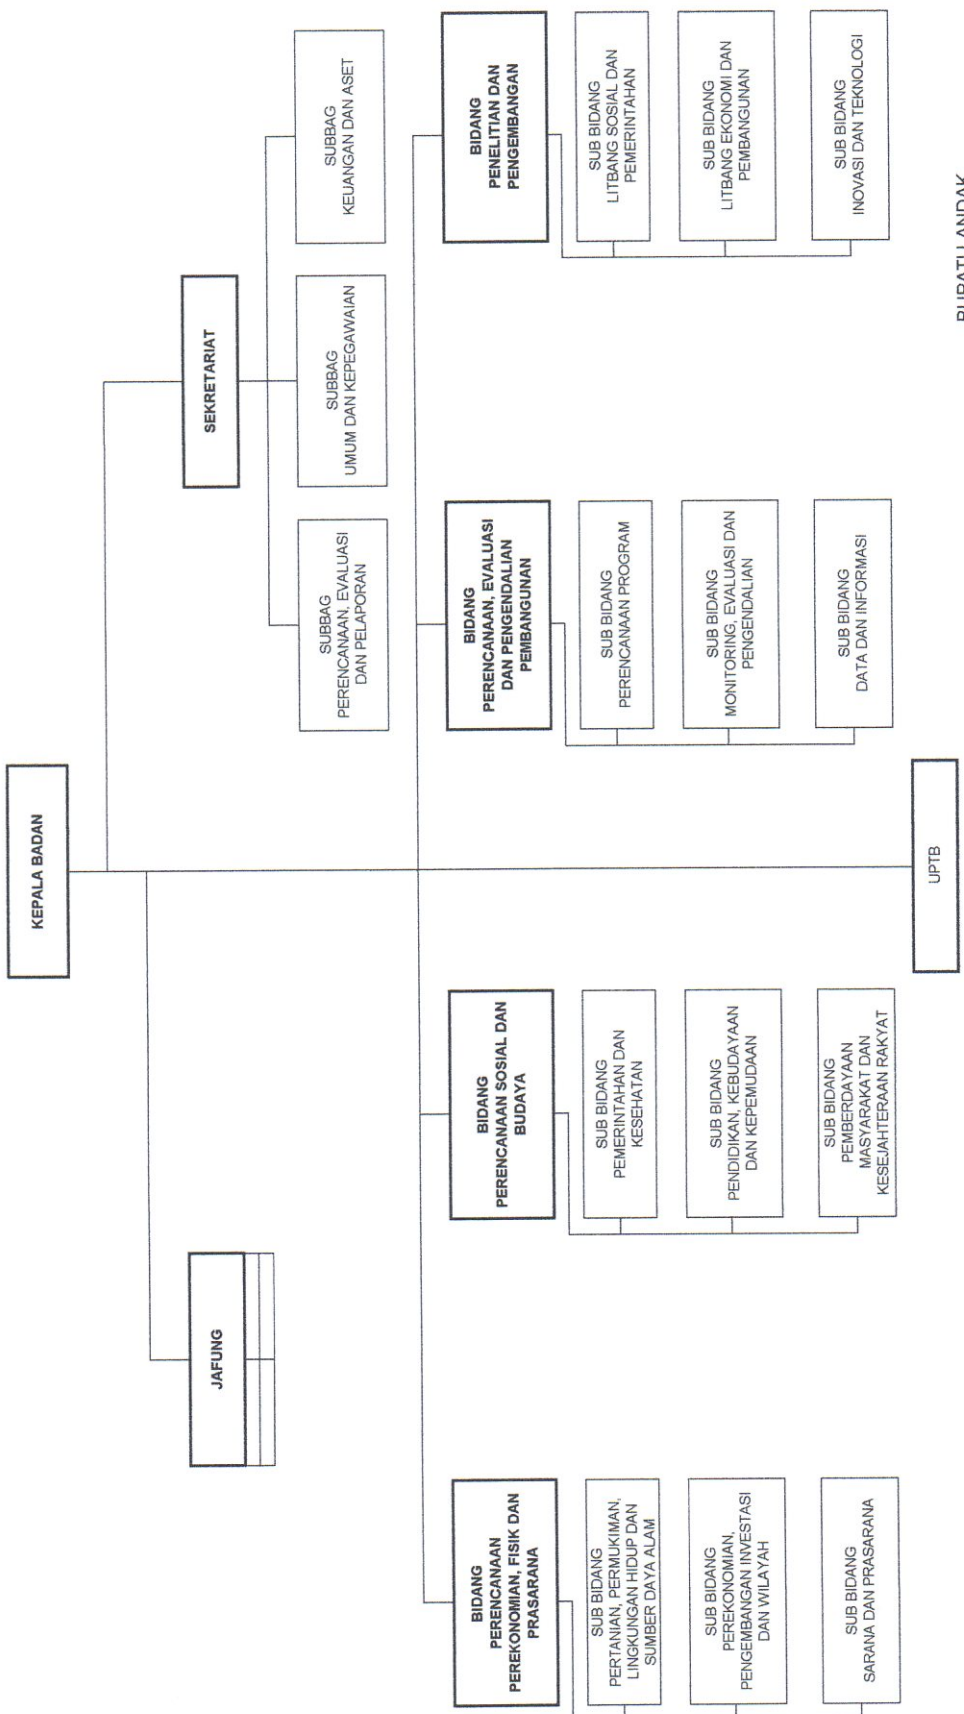 KEPALA BADAN
JAFUNG
SEKRETARIAT
SUBBAG
PERENCANAAN, EVALUASI
DAN PELAPORAN
SUBBAG
UMUM DAN KEPEGAWAIAN
SUBBAG
KEUANGAN DAN ASET
BIDANG
PERENCANAAN
PEREKONOMIAN, FISIK DAN
PRASARANA
SUB BIDANG
PERTANIAN, PERMUKIMAN,
LINGKUNGAN HIDUP DAN
SUMBER DAYA ALAM
SUB BIDANG
PEREKONOMIAN,
PENGEMBANGAN INVESTASI
DAN WILAYAH
SUB BIDANG
SARANA DAN PRASARANA
BIDANG
PERENCANAAN SOSIAL DAN
BUDAYA
SUB BIDANG
PEMERINTAHAN DAN
KESEHATAN
SUB BIDANG
PENDIDIKAN, KEBUDAYAAN
DAN KEPEMUDAAN
SUB BIDANG
PEMBERDAYAAN
MASYARAKAT DAN
KESEJAHTERAAN RAKYAT
BIDANG
PERENCANAAN, EVALUASI
DAN PENGENDALIAN
PEMBANGUNAN
SUB BIDANG
PERENCANAAN PROGRAM
SUB BIDANG
MONITORING, EVALUASI DAN
PENGENDALIAN
SUB BIDANG
DATA DAN INFORMASI
BIDANG
PENELITIAN DAN
PENGEMBANGAN
SUB BIDANG
LITBANG SOSIAL DAN
PEMERINTAHAN
SUB BIDANG
LITBANG EKONOMI DAN
PEMBANGUNAN
SUB BIDANG
INOVASI DAN TEKNOLOGI
UPTB
BUPATI LANDAK